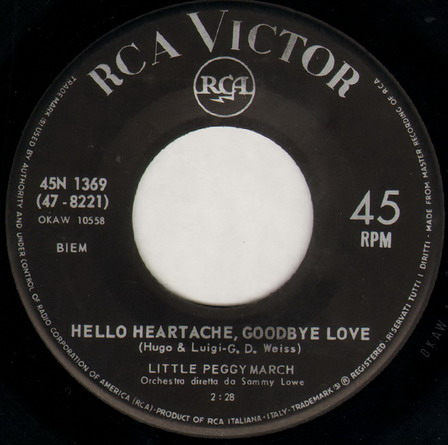 RCA VICTOR
RCA
45N 1369
(47-8221)
OKAW 10558
BIEM
45
RPM
HELLO HEARTACHE, GOODBYE LOVE
(Hugo & Luigi-G. D. Weiss)
LITTLE PEGGY MARCH
Orchestra diretta da Sammy Lowe
2:28
TRADEMARK(S) USED BY AUTHORITY AND UNDER CONTROL OF RADIO CORPORATION OF AMERICA (RCA)-PRODUCT OF RCA ITALIANA-ITALY-TRADEMARK(S) ® REGISTERED-RISERVATI TUTTI I DIRITTI - MADE FROM MASTER RECORDING OF RCA
OKAW